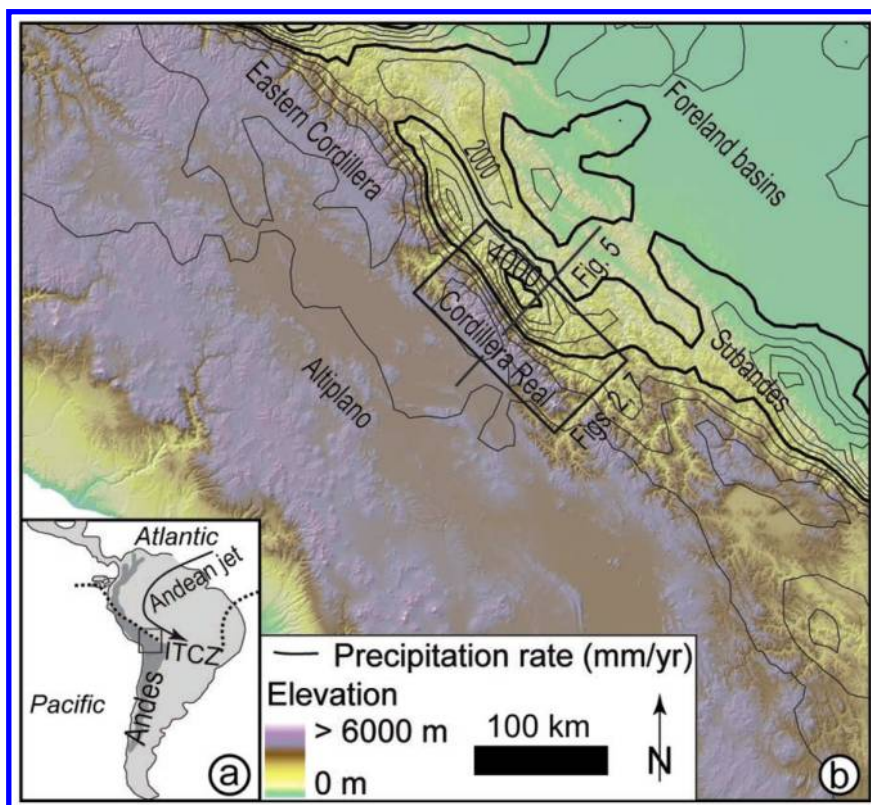 Eastern Cordillera
Foreland basins
2000
4000
Fig. 5
Cordillera Real
Subandes
Altiplano
Figs. 2,7
Atlantic
Andean jet
ITCZ
Pacific
Andes
a
Precipitation rate (mm/yr)
Elevation
> 6000 m
0 m
100 km
N
b